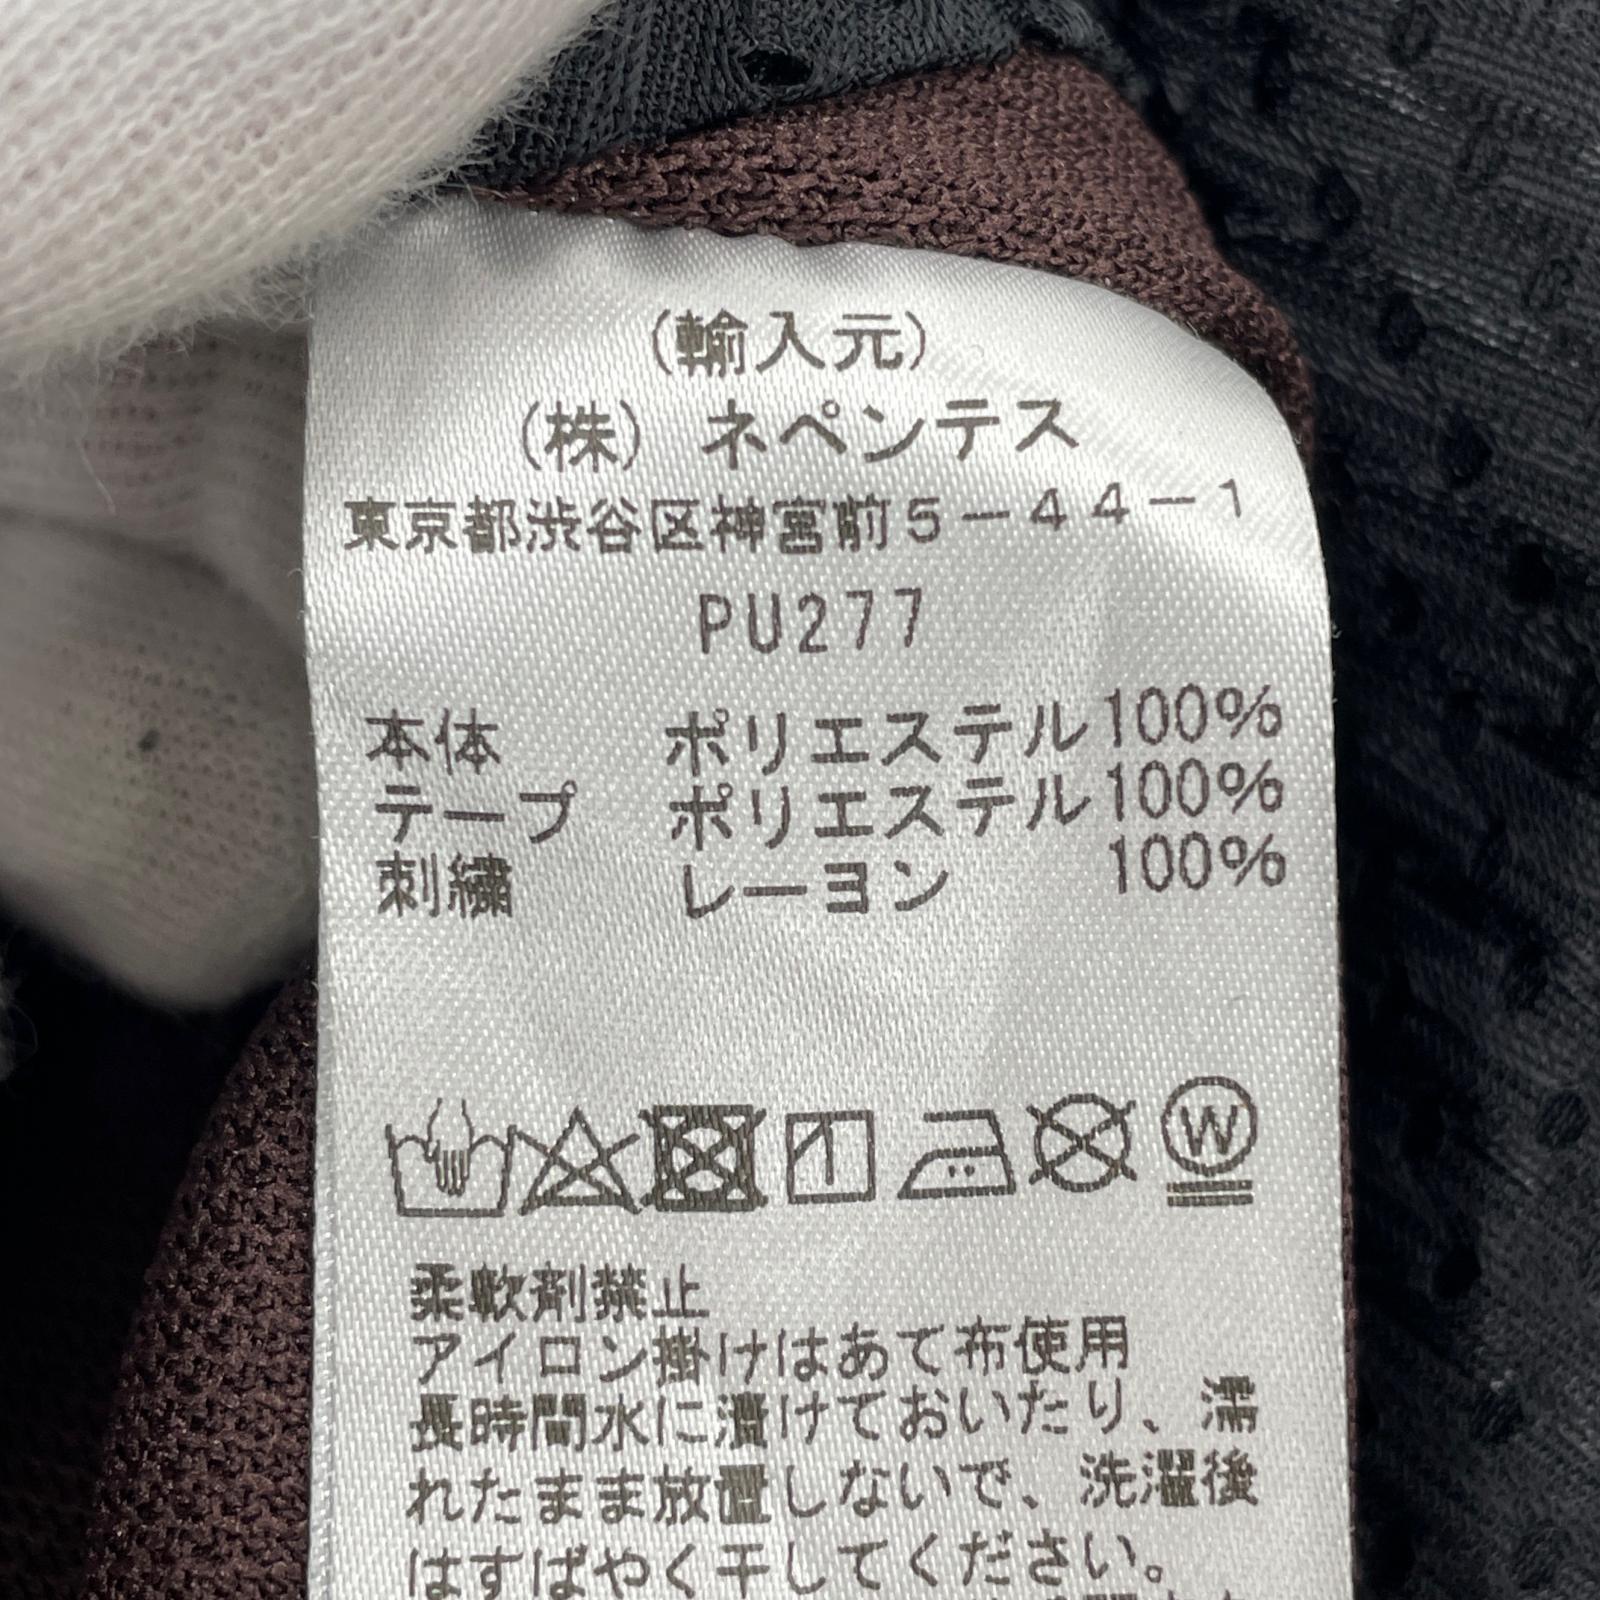 (輸入元)
(株) ネペンテス
東京都渋谷区神宮前5-44-1
PU277
本体 ポリエステル100%
テープ ポリエステル100%
刺繍 レーヨン 100%
W
柔軟剤禁止
アイロン掛けはあて布使用
長時間水に漬けておいたり、濡
れたまま放置しないで、洗濯後
はすばやく干してください。